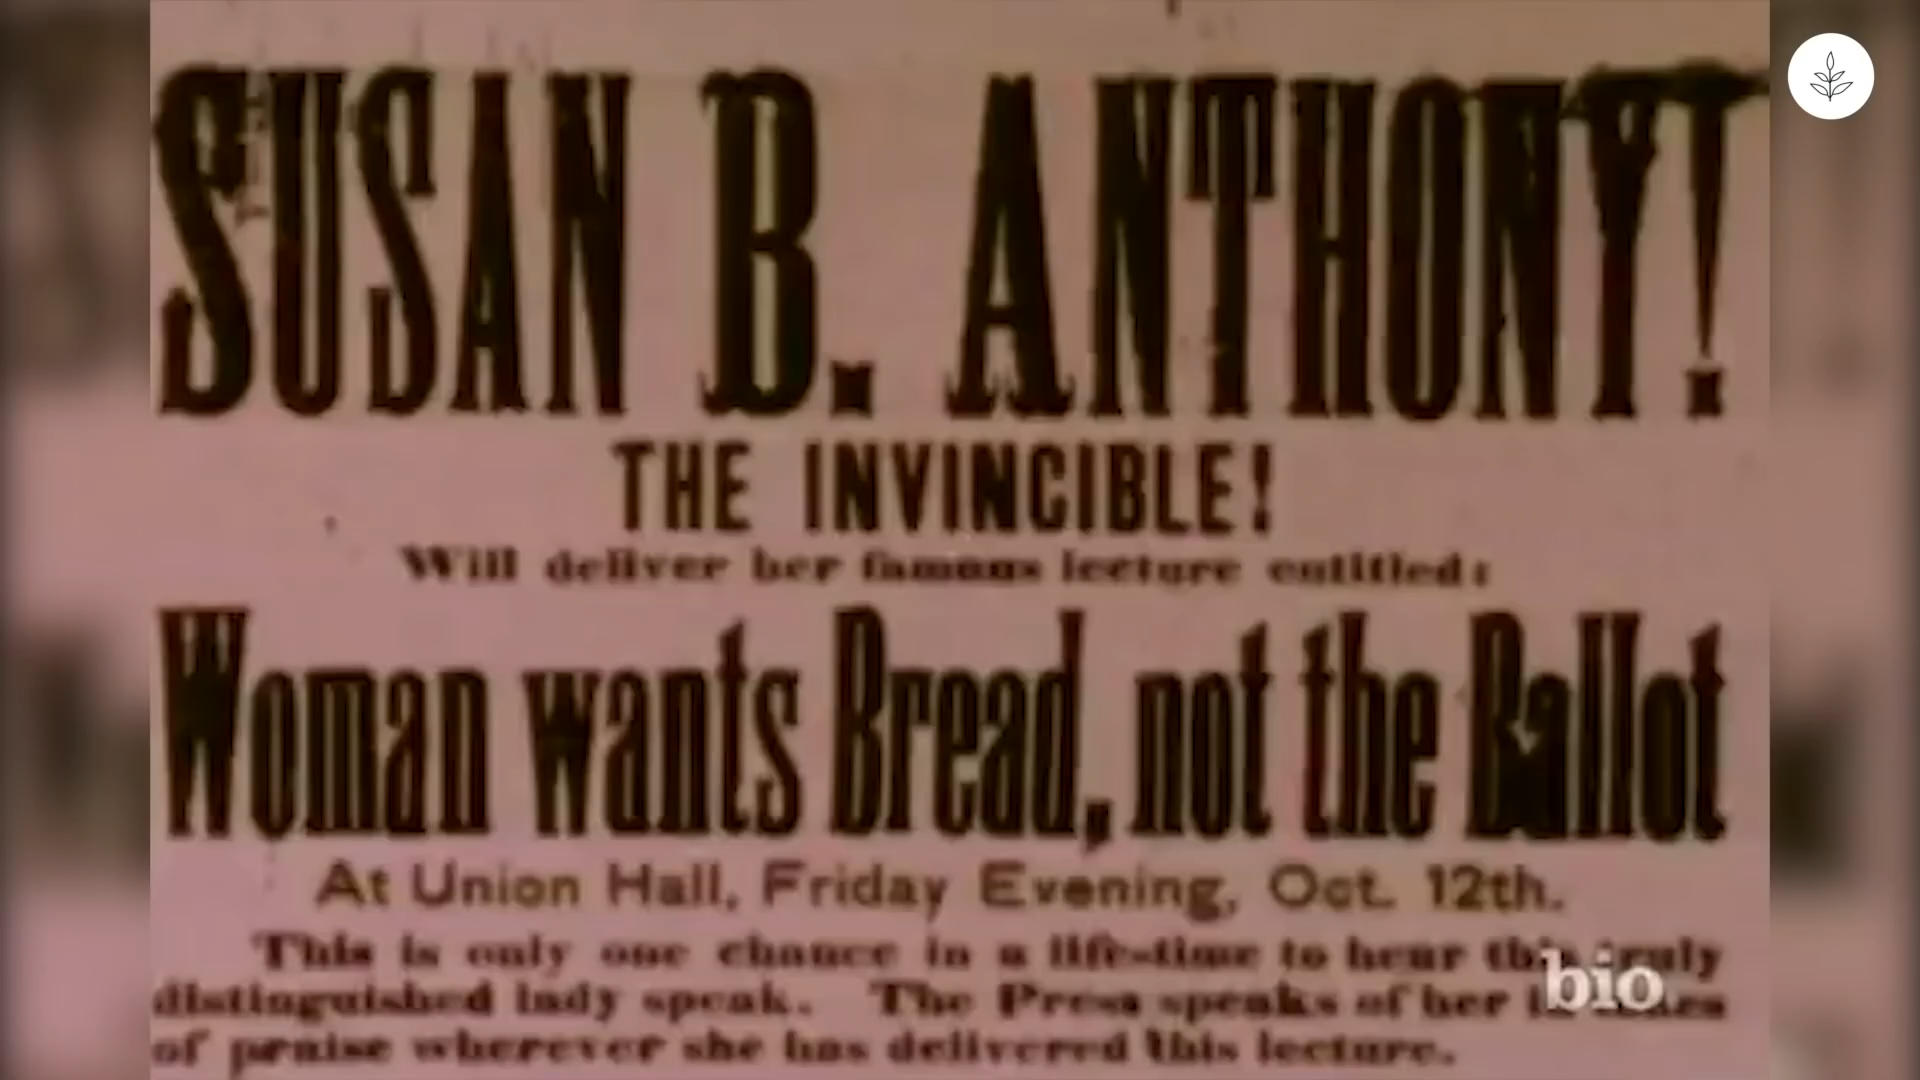 SUSAN B. ANTHONY!
THE INVINCIBLE!
Will deliver her famous lecture entitled:
Woman wants Bread, not the Ballot
At Union Hall, Friday Evening, Oct. 12th.
This is only one chance in a life-time to hear this truly
distinguished lady speak. The Press speaks of her in
of praise wherever she has delivered this lecture.
bio